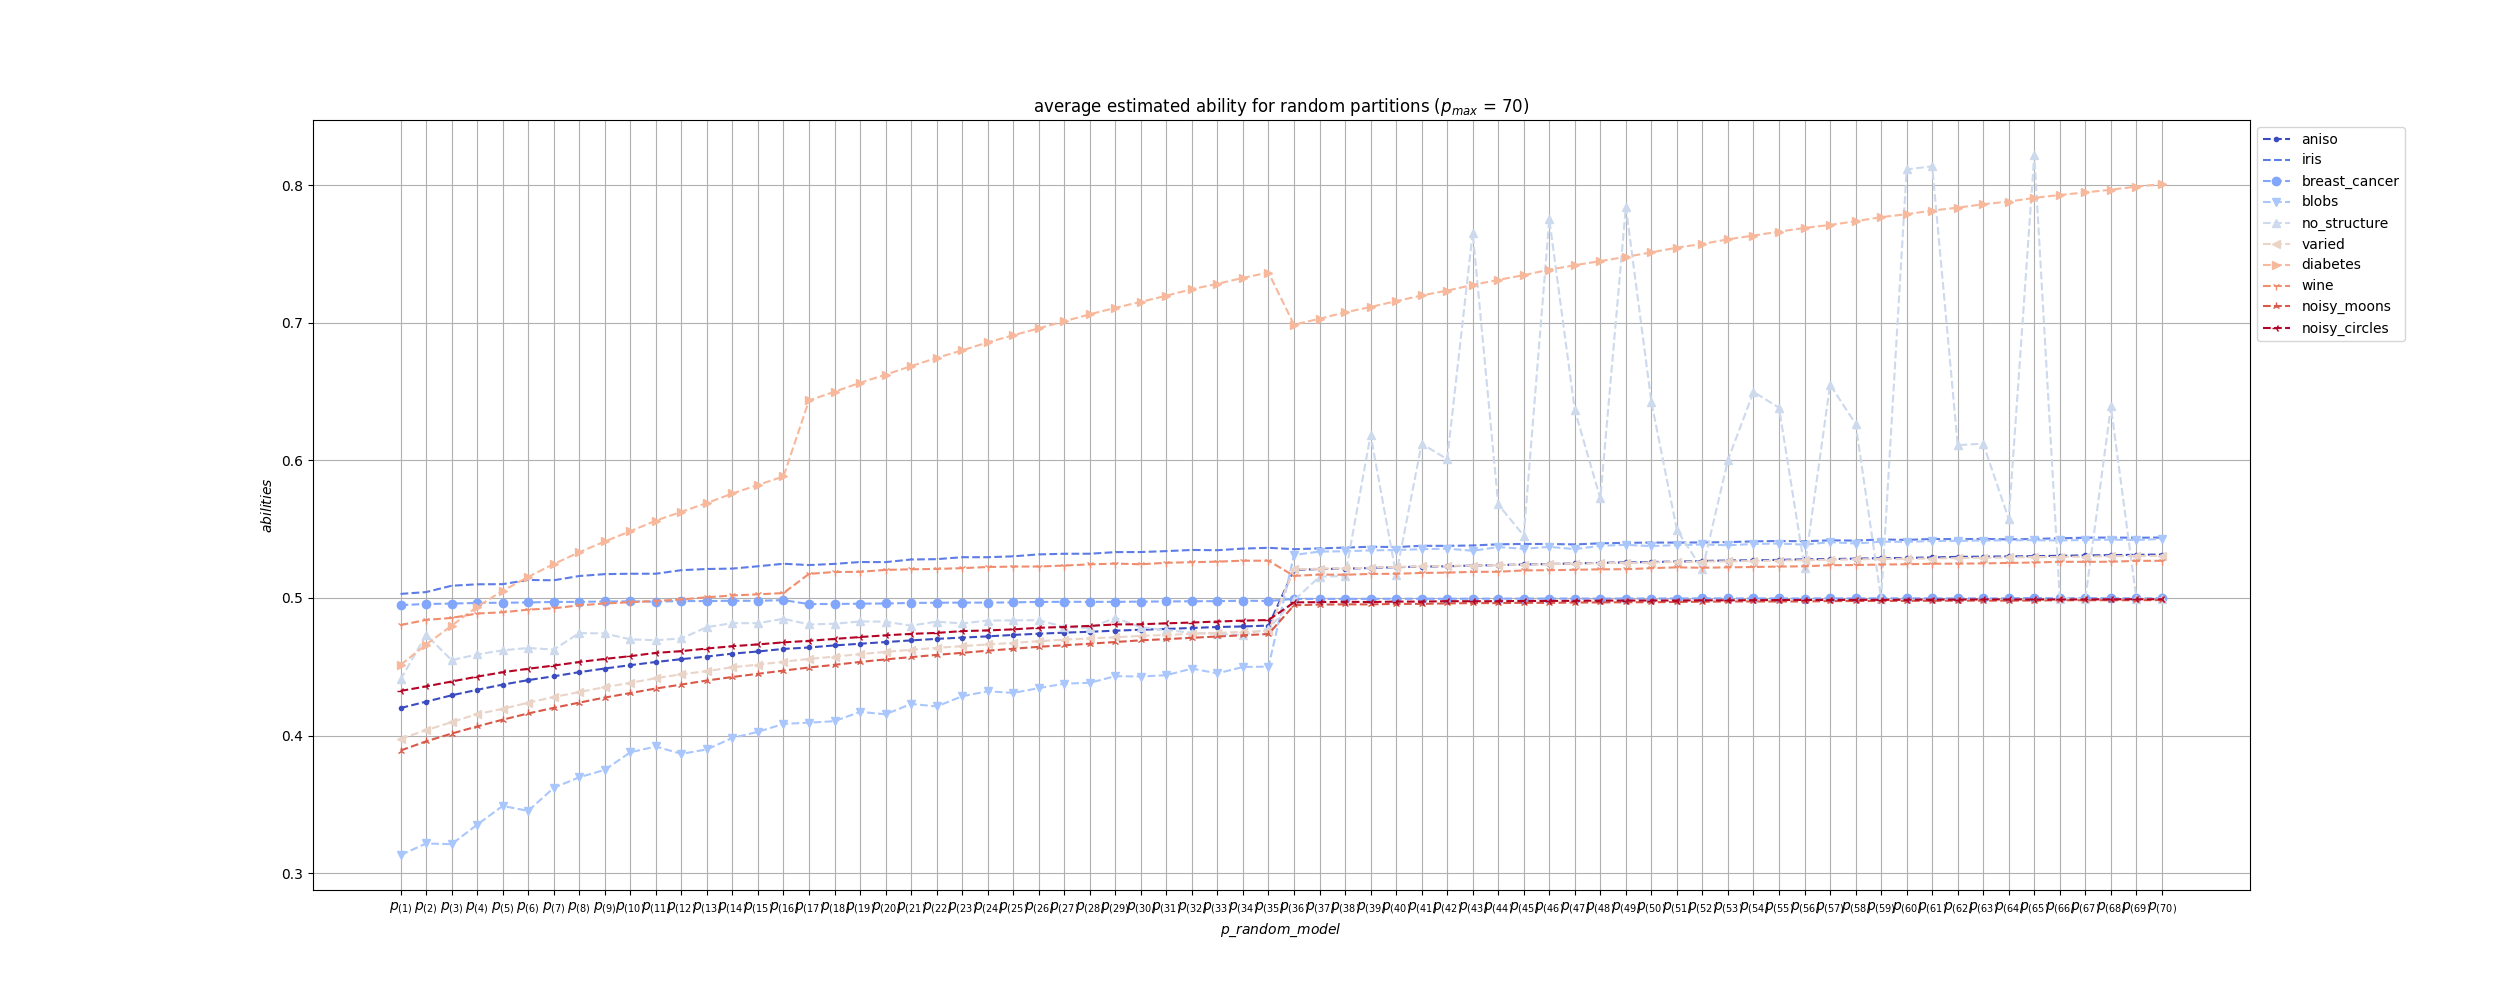 average estimated ability for random partitions (p_max = 70)
0.8
0.7
0.6
0.5
0.4
0.3
abilities
p(1) p(2) p(3) p(4) p(5) p(6) p(7) p(8) p(9) p(10) p(11) p(12) p(13) p(14) p(15) p(16) p(17) p(18) p(19) p(20) p(21) p(22) p(23) p(24) p(25) p(26) p(27) p(28) p(29) p(30) p(31) p(32) p(33) p(34) p(35) p(36) p(37) p(38) p(39) p(40) p(41) p(42) p(43) p(44) p(45) p(46) p(47) p(48) p(49) p(50) p(51) p(52) p(53) p(54) p(55) p(56) p(57) p(58) p(59) p(60) p(61) p(62) p(63) p(64) p(65) p(66) p(67) p(68) p(69) p(70)
p_random_model
aniso
iris
breast_cancer
blobs
no_structure
varied
diabetes
wine
noisy_moons
noisy_circles